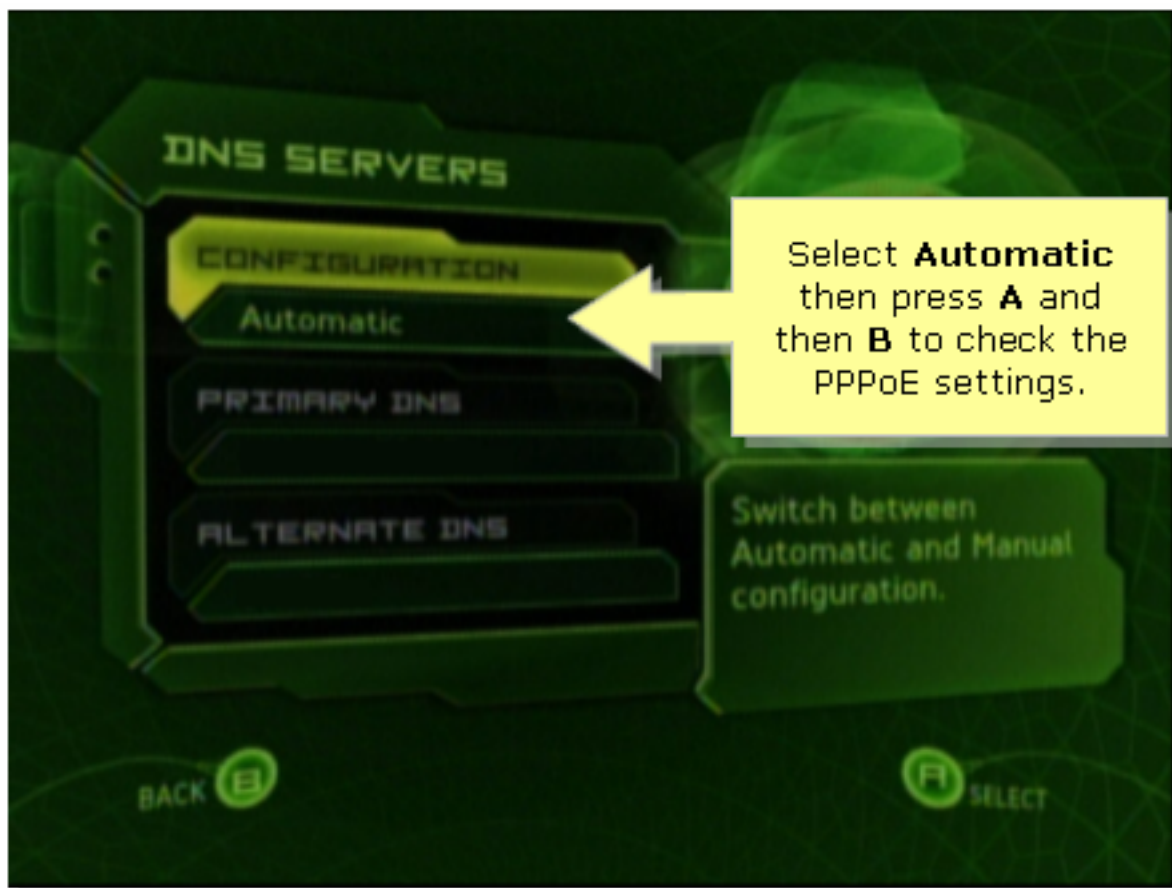 DNS SERVERS
CONFIGURATION
Automatic
PRIMARY DNS
ALTERNATE DNS
Select Automatic
then press A and
then B to check the
PPPoE settings.
Switch between
Automatic and Manual
configuration.
BACK B
A SELECT